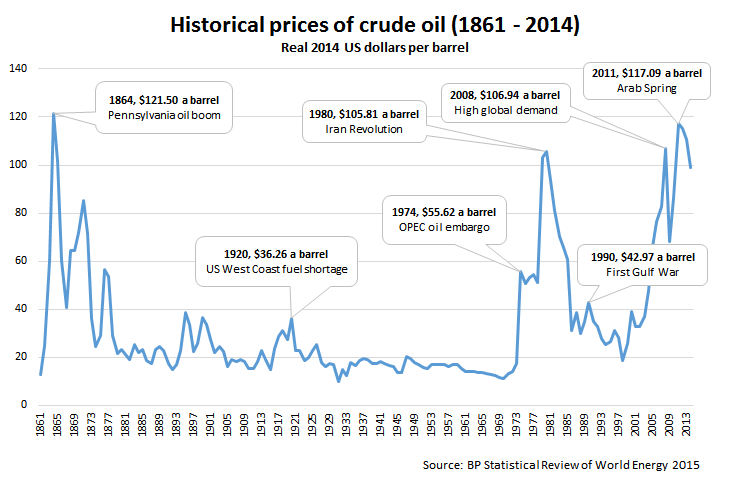 Historical prices of crude oil (1861 - 2014)
Real 2014 US dollars per barrel
140
120
100
80
60
40
20
0
1864, $121.50 a barrel
Pennsylvania oil boom
1920, $36.26 a barrel
US West Coast fuel shortage
1980, $105.81 a barrel
Iran Revolution
1974, $55.62 a barrel
OPEC oil embargo
2008, $106.94 a barrel
High global demand
2011, $117.09 a barrel
Arab Spring
1990, $42.97 a barrel
First Gulf War
1861
1865
1869
1873
1877
1881
1885
1889
1893
1897
1901
1905
1909
1913
1917
1921
1925
1929
1933
1937
1941
1945
1949
1953
1957
1961
1965
1969
1973
1977
1981
1985
1989
1993
1997
2001
2005
2009
2013
Source: BP Statistical Review of World Energy 2015